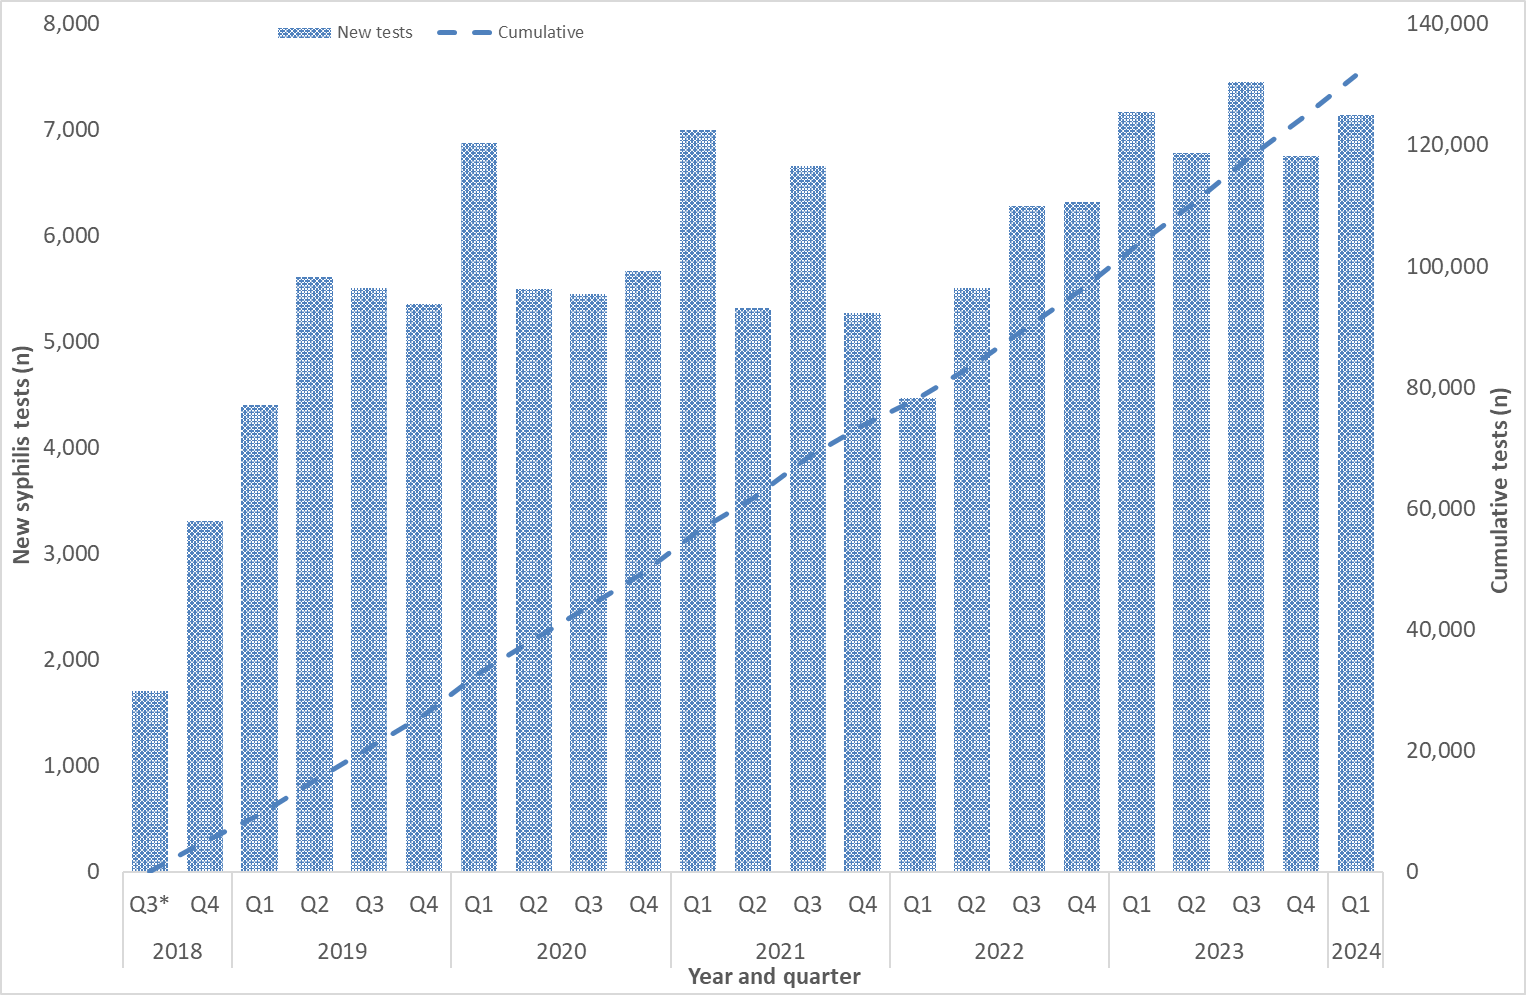 New tests
Cumulative
8,000
7,000
6,000
5,000
4,000
3,000
2,000
1,000
0
New syphilis tests (n)
140,000
120,000
100,000
80,000
60,000
40,000
20,000
0
Cumulative tests (n)
Q3* Q4 Q1 Q2 Q3 Q4 Q1 Q2 Q3 Q4 Q1 Q2 Q3 Q4 Q1 Q2 Q3 Q4 Q1 Q2 Q3 Q4 Q1
2018 2019 2020 2021 2022 2023 2024
Year and quarter